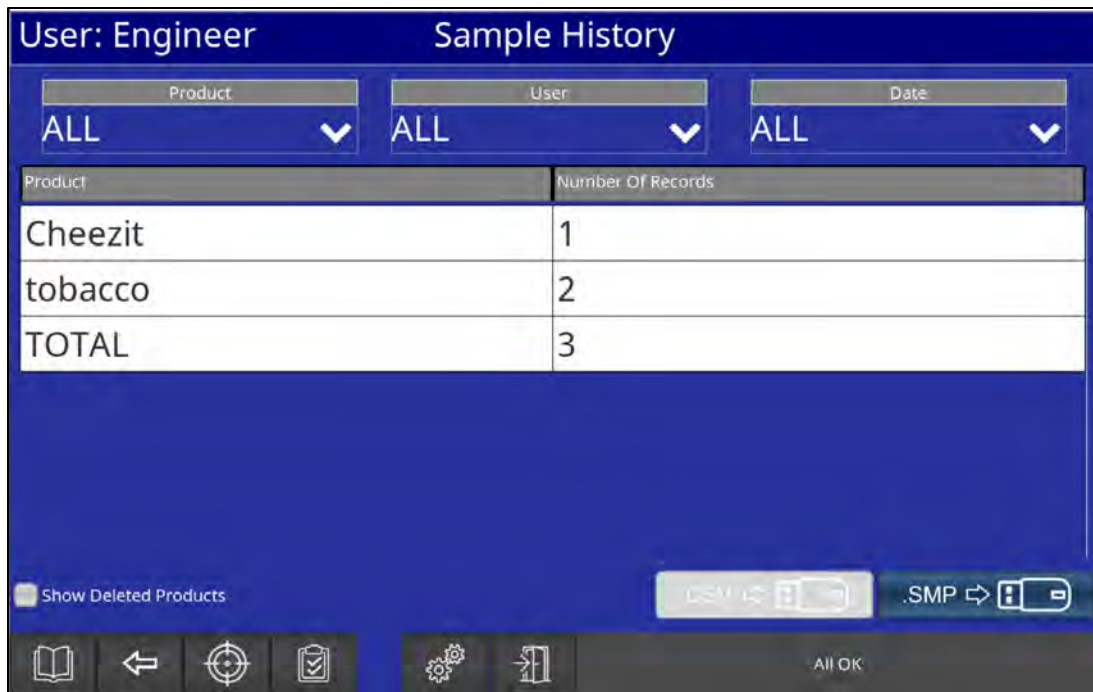 User: Engineer Sample History
Product User Date
ALL ALL ALL
Product Number Of Records
Cheezit 1
tobacco 2
TOTAL 3
Show Deleted Products
.CSV .SMP
All OK